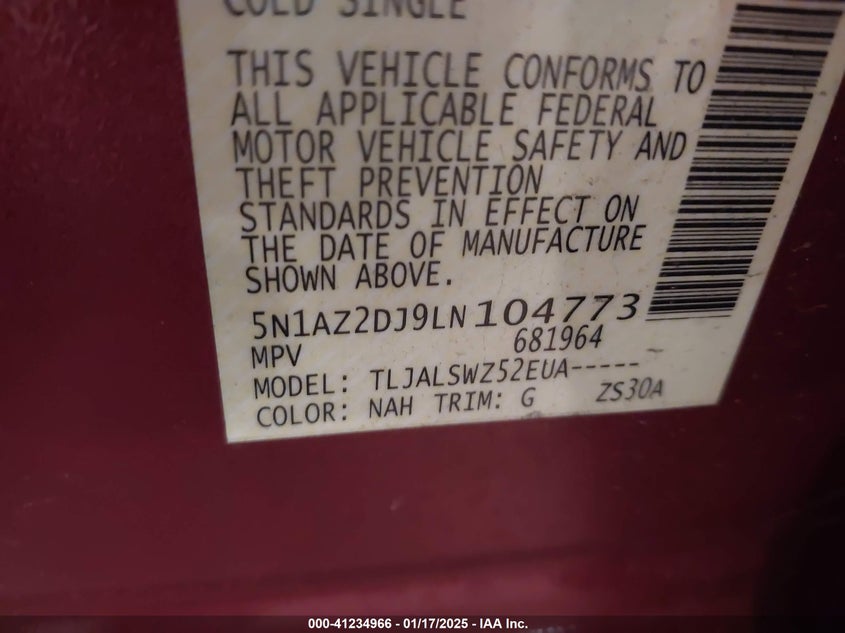 COLD SINGLE
THIS VEHICLE CONFORMS TO
ALL APPLICABLE FEDERAL
MOTOR VEHICLE SAFETY AND
THEFT PREVENTION
STANDARDS IN EFFECT ON
THE DATE OF MANUFACTURE
SHOWN ABOVE.
5N1AZ2DJ9LN104773
MPV 681964
MODEL: TLJALSWZ52EUA-----
COLOR: NAH TRIM: G ZS30A
000-41234966 - 01/17/2025 - IAA Inc.